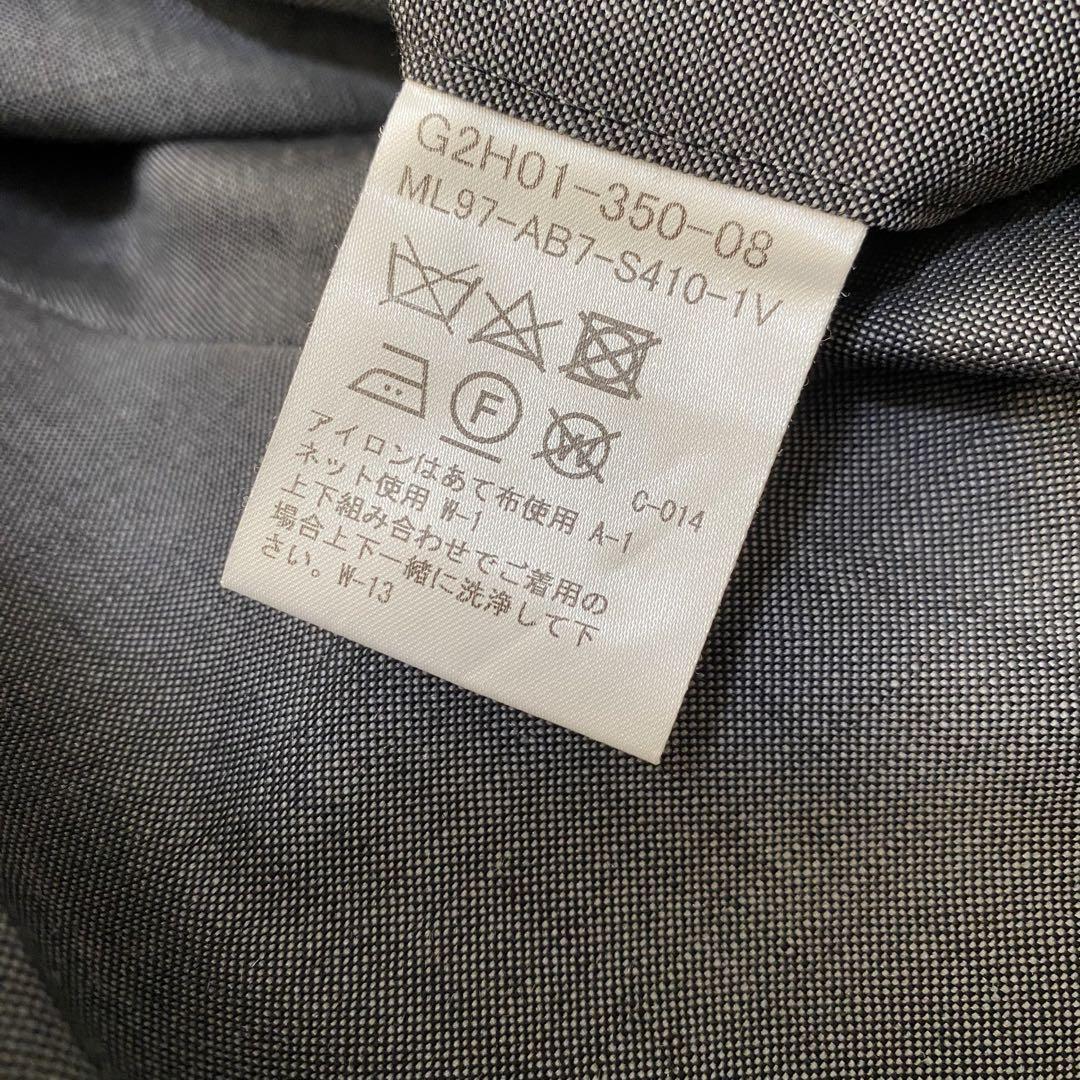 G2H01-350-08
ML97-AB7-S410-1V
F
W
C-014
アイロンはあて布使用 A-1
ネット使用 W-1
上下組み合わせでご着用の
場合上下一緒に洗浄して下
さい。W-13